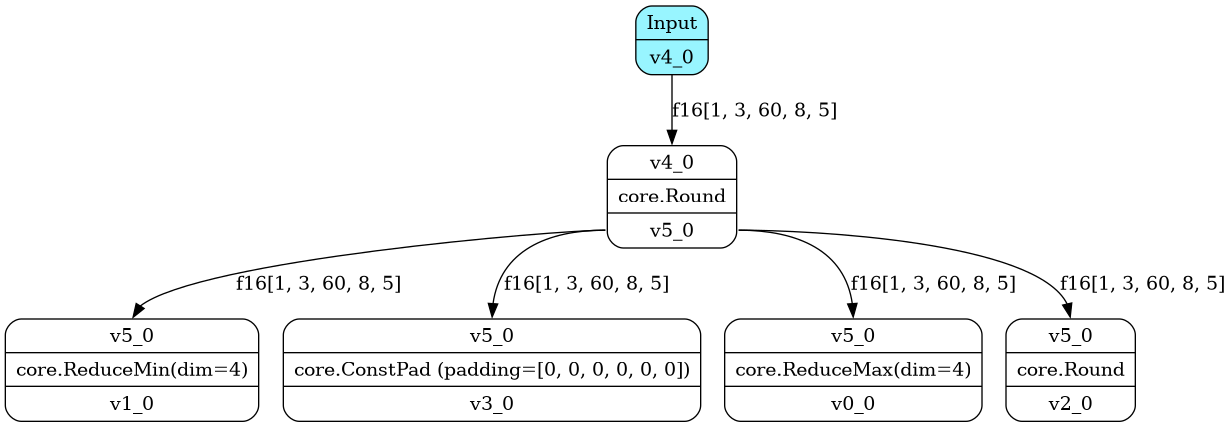 Input
v4_0
f16[1, 3, 60, 8, 5]
v4_0
core.Round
v5_0
f16[1, 3, 60, 8, 5]
f16[1, 3, 60, 8, 5]
f16[1, 3, 60, 8, 5]
f16[1, 3, 60, 8, 5]
v5_0
core.ReduceMin(dim=4)
v1_0
v5_0
core.ConstPad (padding=[0, 0, 0, 0, 0, 0])
v3_0
v5_0
core.ReduceMax(dim=4)
v0_0
v5_0
core.Round
v2_0